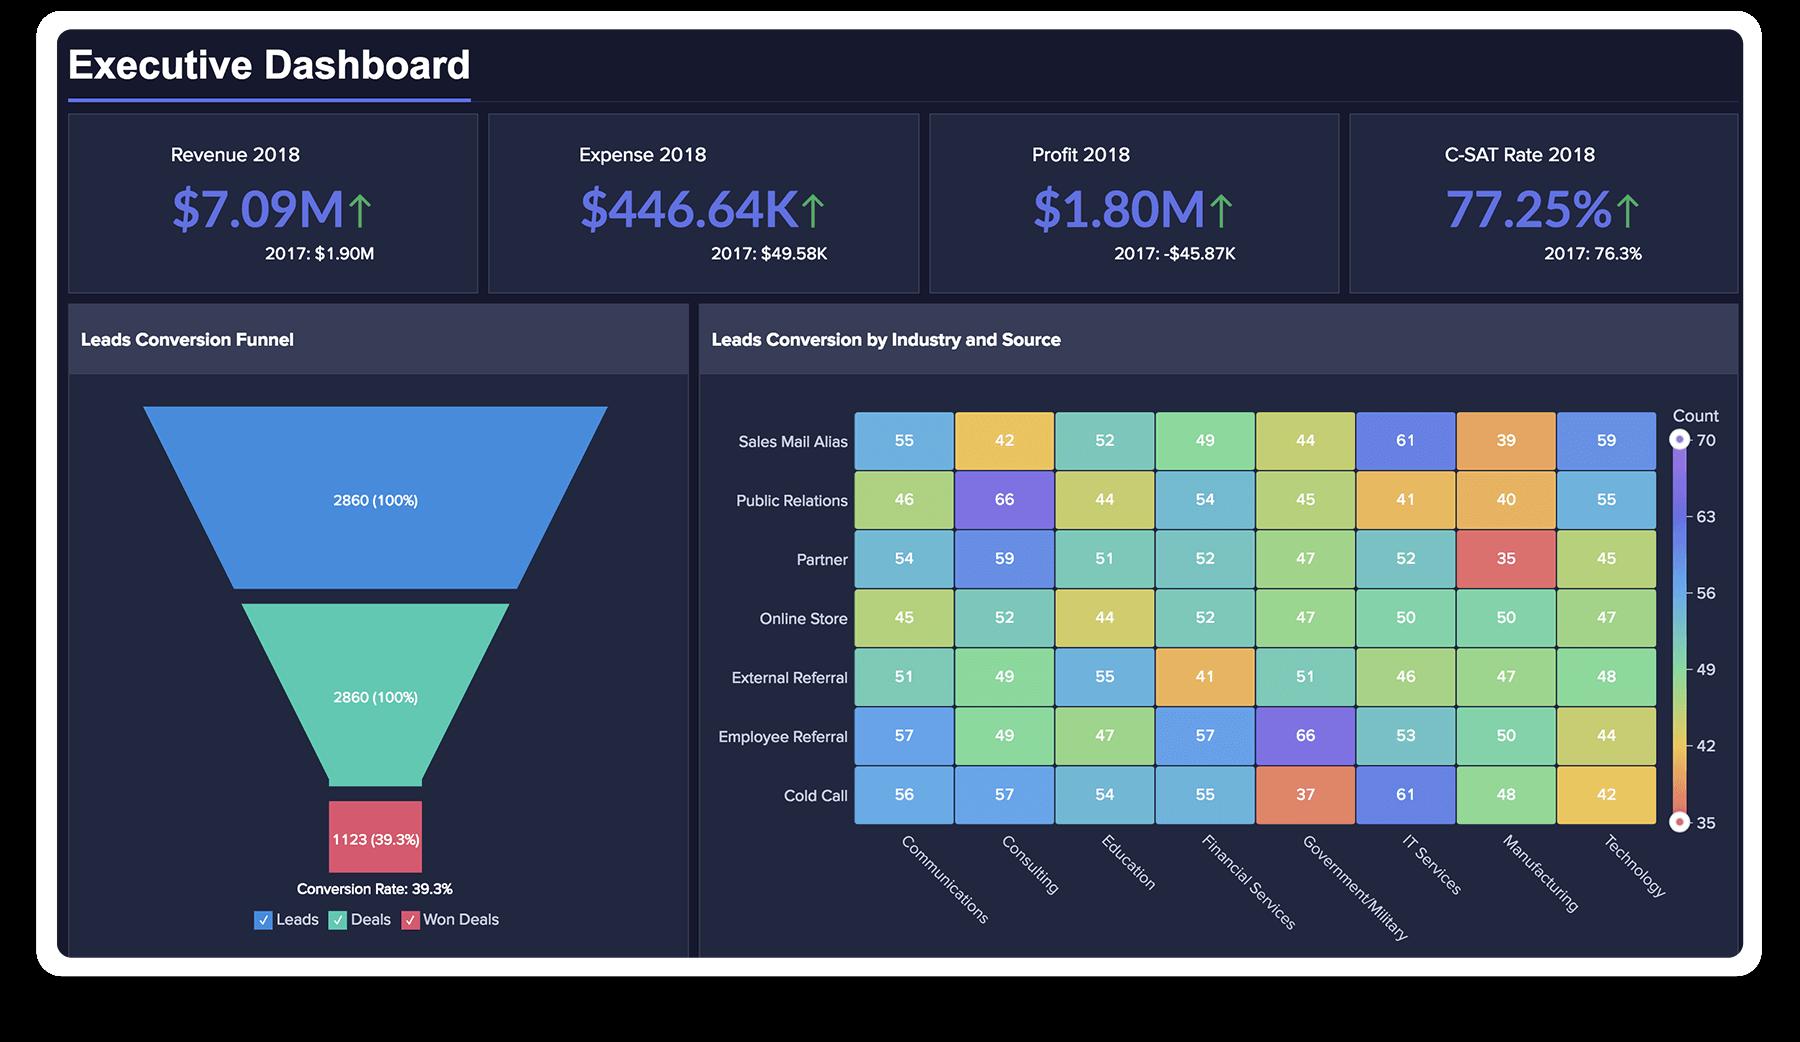 Executive Dashboard
Revenue 2018
$7.09M↑
2017: $1.90M
Expense 2018
$446.64K↑
2017: $49.58K
Profit 2018
$1.80M↑
2017: -$45.87K
C-SAT Rate 2018
77.25%↑
2017: 76.3%
Leads Conversion Funnel
2860 (100%)
2860 (100%)
1123 (39.3%)
Conversion Rate: 39.3%
Leads Deals Won Deals
Leads Conversion by Industry and Source
Sales Mail Alias 55 42 52 49 44 61 39 59
Public Relations 46 66 44 54 45 41 40 55
Partner 54 59 51 52 47 52 35 45
Online Store 45 52 44 52 47 50 50 47
External Referral 51 49 55 41 51 46 47 48
Employee Referral 57 49 47 57 66 53 50 44
Cold Call 56 57 54 55 37 61 48 42
Communications Consulting Education Financial Services Government/Military IT Services Manufacturing Technology
Count
70
63
56
49
42
35